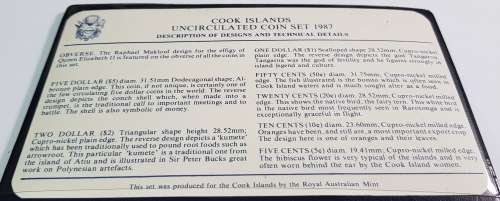 COOK ISLANDS
UNCIRCULATED COIN SET 1987
DESCRIPTION OF DESIGNS AND TECHNICAL DETAILS
OBVERSE. The Raphael Maklouf design for the effigy of
Queen Elizabeth II is featured on the obverse of all the coins in
the set.
FIVE DOLLAR ($5) diam. 31.51mm Dodecagonal shape; Al-
bronze plain edge. This coin, if not unique, is certainly one of
the few circulating five dollar coins in the world. The reverse
design depicts the conch shell which, when made into a
trumpet, is the traditional call to important meetings and to
battle. The shell is also symbolic of money.
TWO DOLLAR ($2) Triangular shape height 28.52mm;
Cupro-nickel plain edge. The reverse design depicts a 'kumete'
which has been traditionally used to pound root foods such as
arrowroot. This particular 'kumete' is a traditional one from
the island of Atiu and is illustrated in Sir Peter Bucks great
work on Polynesian artefacts.
ONE DOLLAR ($1) Scalloped shape 28.52mm, Cupro-nickel
plain edge. The reverse design depicts the god Tangaroa.
Tangaroa was the god of fertility and he figures strongly in
island legend and culture.
FIFTY CENTS (50c) diam. 31.75mm, Cupro-nickel milled
edge. The fish depicted is the bonito which is often seen in
Cook Island waters and is much sought after as a food.
TWENTY CENTS (20c) diam. 28.52mm, Cupro-nickel milled
edge. This shows the native bird, the fairy tern. This white bird
is the native bird most frequently seen in Rarotonga and is
exceptionally graceful in flight.
TEN CENTS (10c) diam. 23.60mm, Cupro-nickel milled edge.
Oranges have been, and still are, a most important export crop.
The design here is one of oranges and their leaves.
FIVE CENTS (5c) diam. 19.41mm, Cupro-nickel milled edge.
The hibiscus flower is very typical of the islands and is very
often worn behind the ear by the Cook Island women.
This set was produced for the Cook Islands by the Royal Australian Mint